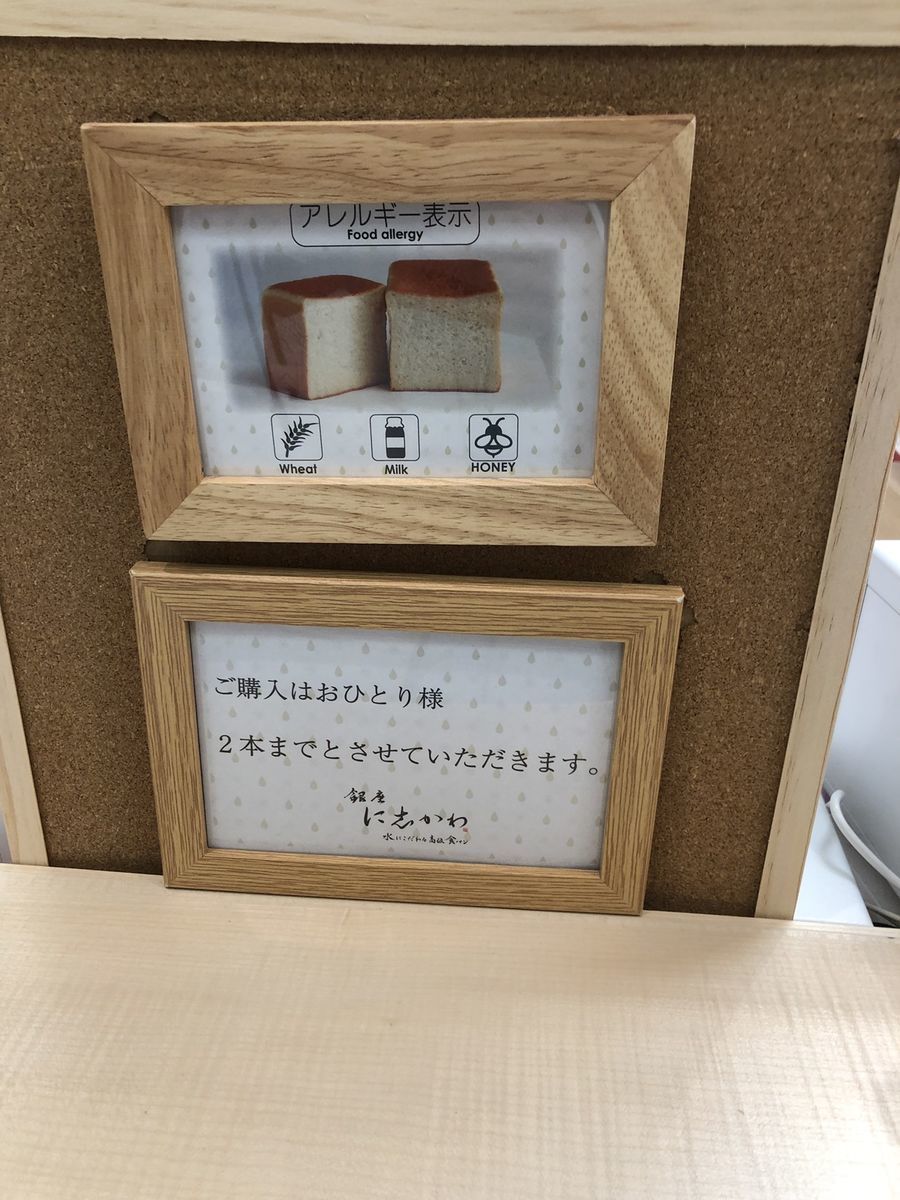 アレルギー表示
Food allergy
Wheat
Milk
HONEY
ご購入はおひとり様
２本までとさせていただきます。
銀座
に志かわ
水にこだわる高級食パン